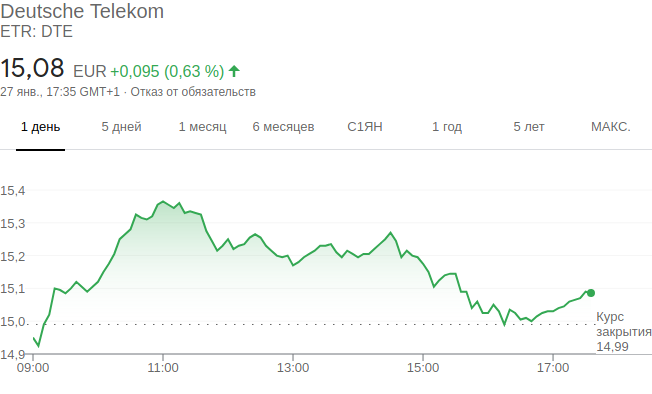 Deutsche Telekom
ETR: DTE
15,08 EUR +0,095 (0,63 %)
27 янв., 17:35 GMT+1 · Отказ от обязательств
1 день 5 дней 1 месяц 6 месяцев С1ЯН 1 год 5 лет МАКС.
15,4
15,3
15,2
15,1
15,0
Курс
закрытия
14,99
14,9
09:00 11:00 13:00 15:00 17:00